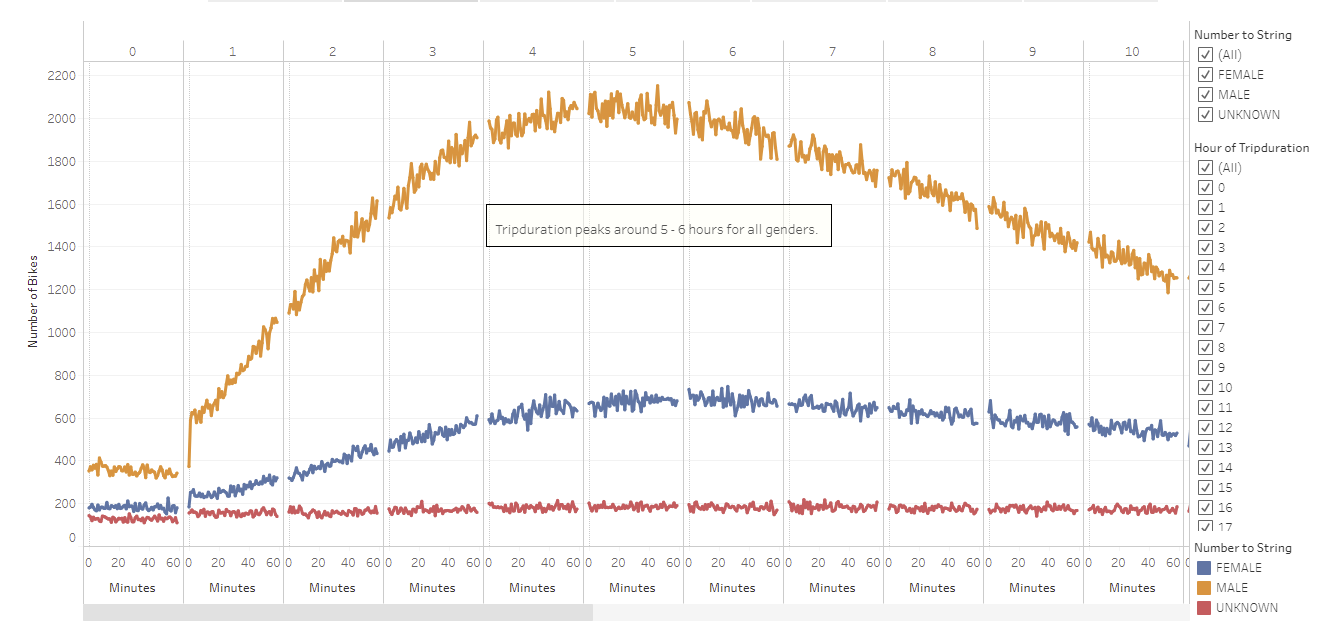 0 1 2 3 4 5 6 7 8 9 10
Number of Bikes
2200
2000
1800
1600
1400
1200
1000
800
600
400
200
0
Tripduration peaks around 5 - 6 hours for all genders.
0 20 40 60 0 20 40 60 0 20 40 60 0 20 40 60 0 20 40 60 0 20 40 60 0 20 40 60 0 20 40 60 0 20 40 60 0 20 40 60 0 20 40 60
Minutes Minutes Minutes Minutes Minutes Minutes Minutes Minutes Minutes Minutes Minutes
Number to String
(All)
FEMALE
MALE
UNKNOWN
Hour of Tripduration
(All)
0
1
2
3
4
5
6
7
8
9
10
11
12
13
14
15
16
17
Number to String
FEMALE
MALE
UNKNOWN